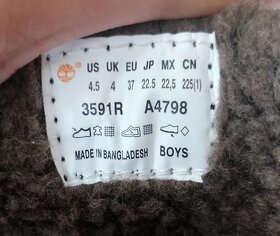 US UK EU JP MX CN
4.5 4 37 22.5 22,5 225(1)
3591R A4798
MADE IN BANGLADESH BOYS